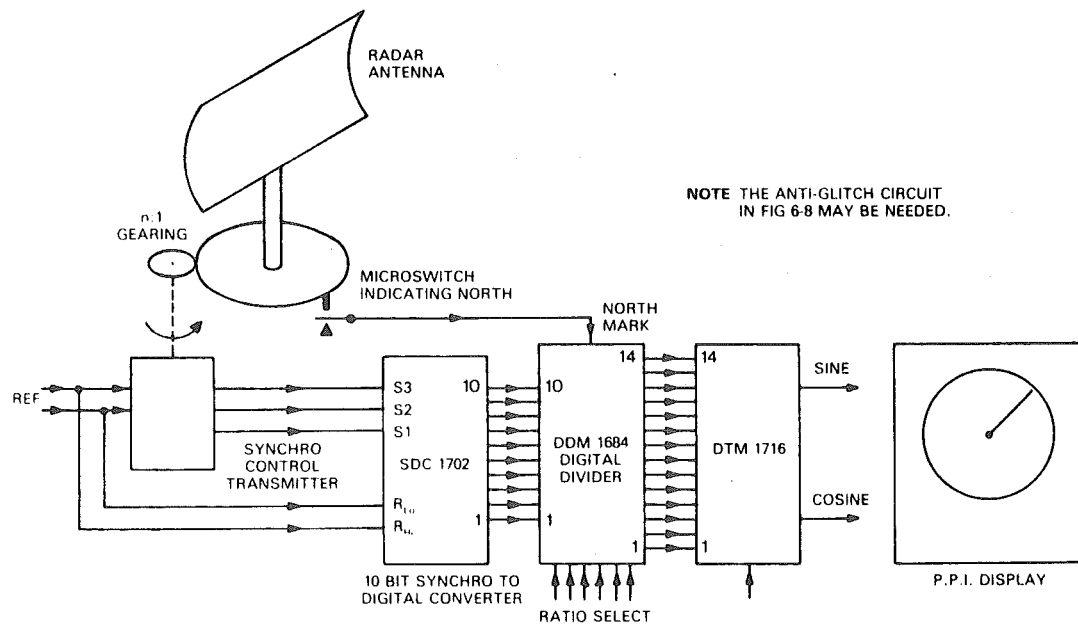 RADAR
ANTENNA
NOTE THE ANTI-GLITCH CIRCUIT
IN FIG 6-8 MAY BE NEEDED.
n:1
GEARING
MICROSWITCH
INDICATING NORTH
NORTH
MARK
REF
SYNCHRO
CONTROL
TRANSMITTER
S3
S2
S1
SDC 1702
RLo
RHi
10
1
10 BIT SYNCHRO TO
DIGITAL CONVERTER
14
10
DDM 1684
DIGITAL
DIVIDER
1
1
RATIO SELECT
14
DTM 1716
1
SINE
COSINE
P.P.I. DISPLAY